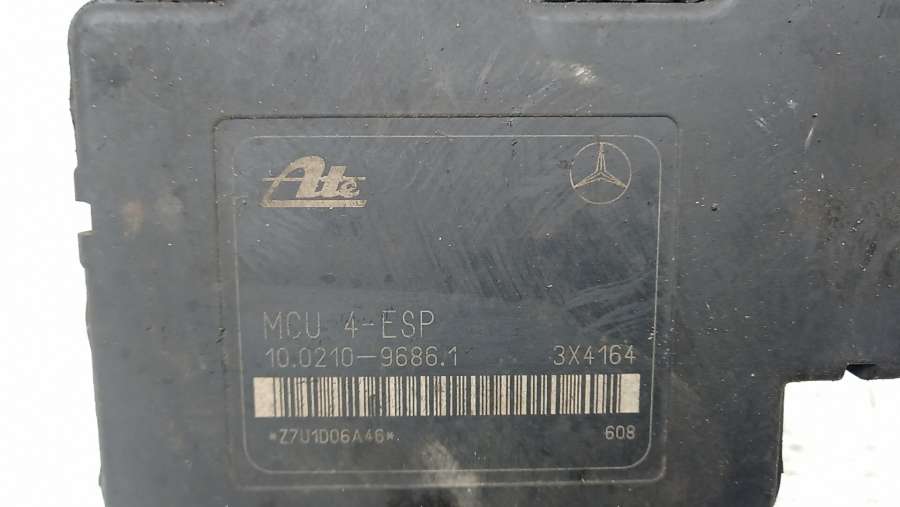 Ate
MCU 4-ESP
10.0210-9686.1 3X4164
*Z7U1D06A46* 608